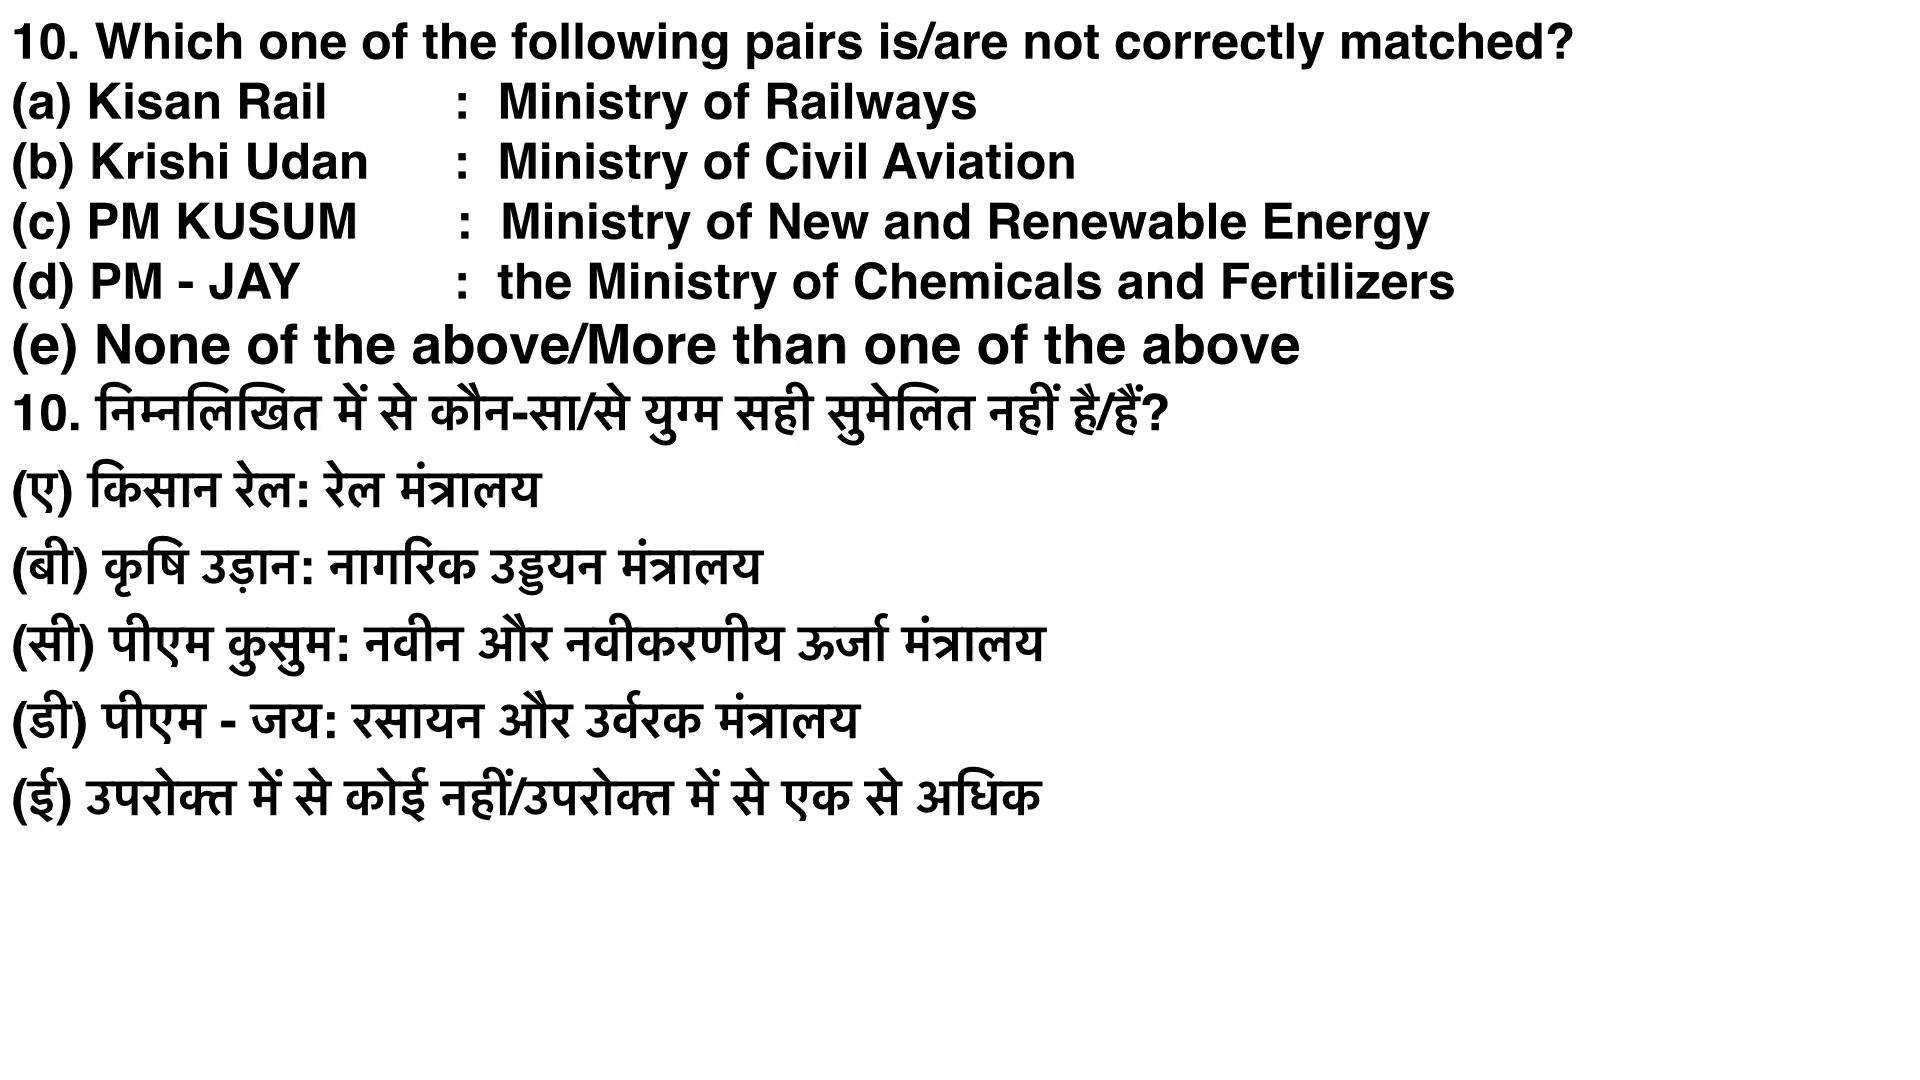 10. Which one of the following pairs is/are not correctly matched?
(a) Kisan Rail : Ministry of Railways
(b) Krishi Udan : Ministry of Civil Aviation
(c) PM KUSUM : Ministry of New and Renewable Energy
(d) PM - JAY : the Ministry of Chemicals and Fertilizers
(e) None of the above/More than one of the above
10. निम्नलिखित में से कौन-सा/से युग्म सही सुमेलित नहीं है/हैं?
(ए) किसान रेल: रेल मंत्रालय
(बी) कृषि उड़ान: नागरिक उड्डयन मंत्रालय
(सी) पीएम कुसुम: नवीन और नवीकरणीय ऊर्जा मंत्रालय
(डी) पीएम - जय: रसायन और उर्वरक मंत्रालय
(ई) उपरोक्त में से कोई नहीं/उपरोक्त में से एक से अधिक